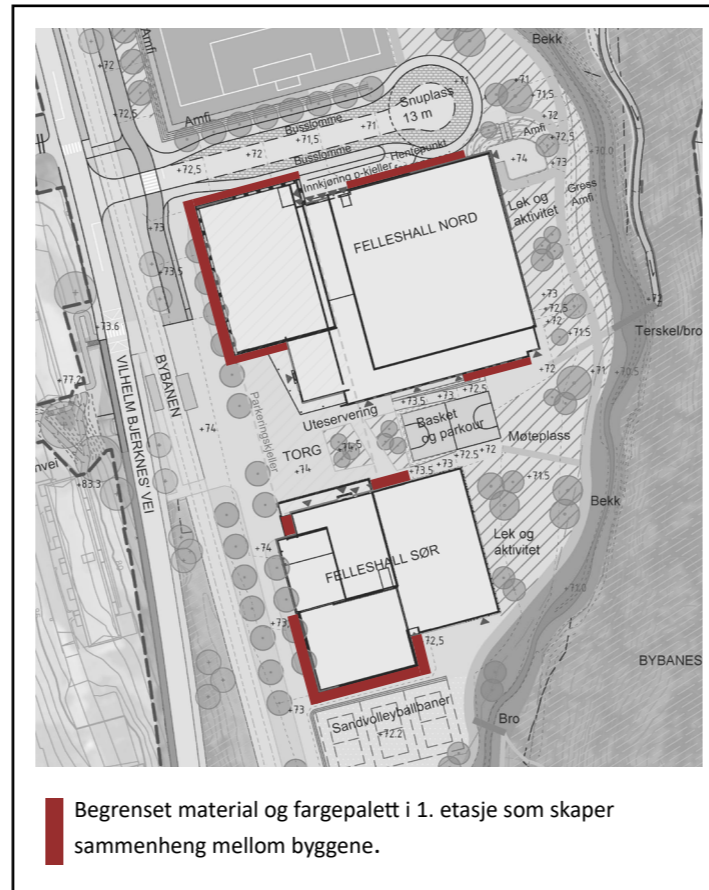 Bekk
Amfi
+72
Amfi
+72,5
Snuplass
13 m
+71
+71
+71,5
+72
+72,5
Amfi
Busslomme
+71
+71,5
+72
+72,5
Busslomme
Hentepunkt
Innkjøring p-kjeller
+74
+73
Gress
Amfi
Lek og
aktivitet
FELLESHALL NORD
+73
+73,5
+73
+72,5
+72
+71,5
+72
Terskel/bro
+73.6
VILHELM BJERKNES' VEI
BYBANEN
+77.2
+74
+83.3
Parkeringskjeller
+72
+71
+73.5
+73
+72.5
Uteservering
Basket
og parkour
TORG
+74
Møteplass
+73.5
+73
+72.5
+72
+71.5
Bekk
+74
FELLESHALL SØR
Lek og
aktivitet
+72,5
BYBANES
+73
Sandvolleyballbaner
+72.2
Bro
Begrenset material og fargepalett i 1. etasje som skaper
sammenheng mellom byggene.